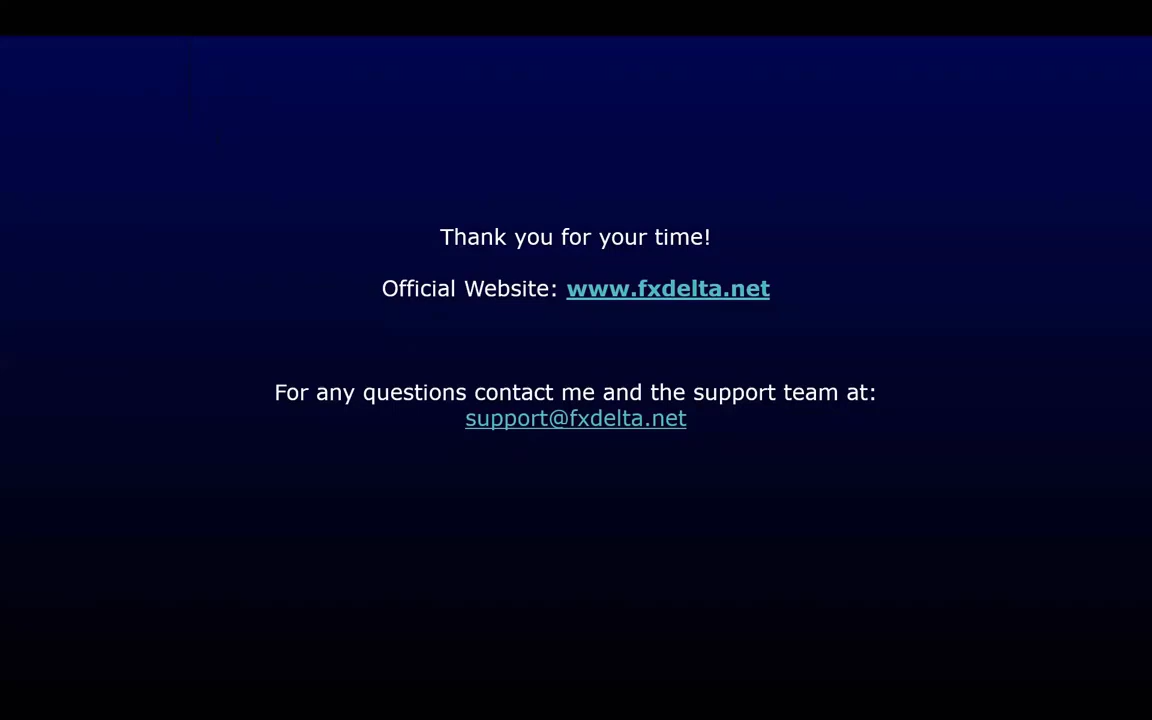 Thank you for your time!
Official Website: www.fxdelta.net
For any questions contact me and the support team at:
support@fxdelta.net